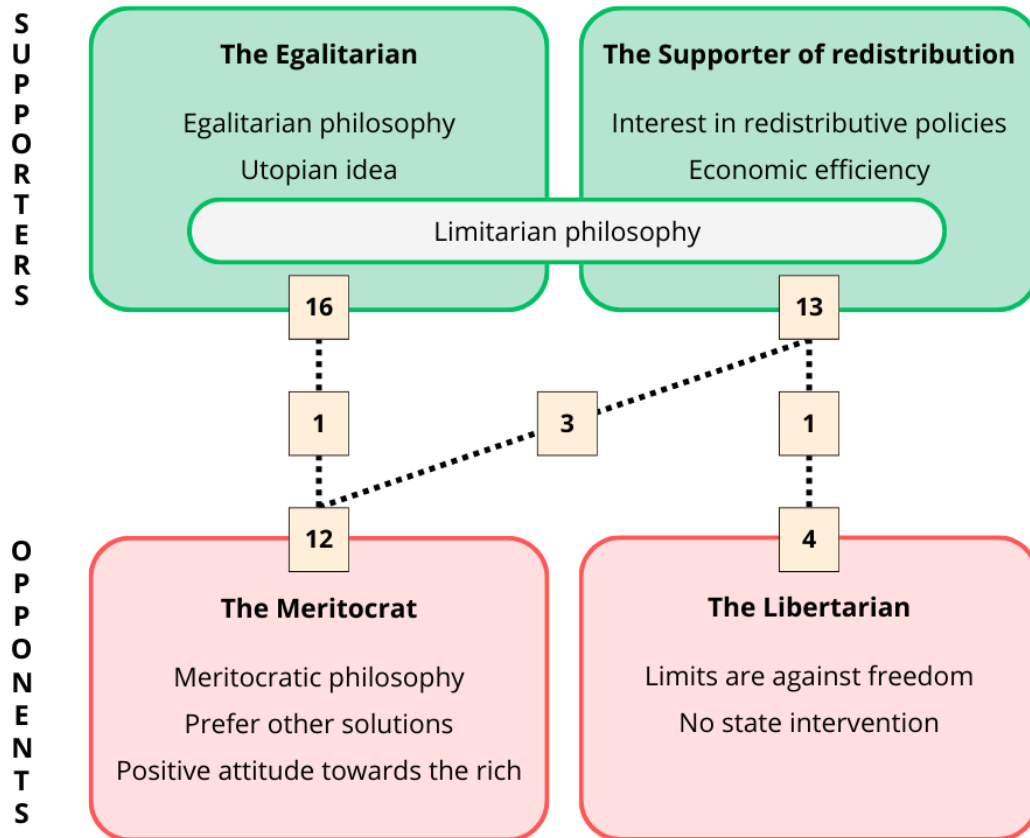 SUPPORTERS
The Egalitarian
Egalitarian philosophy
Utopian idea
The Supporter of redistribution
Interest in redistributive policies
Economic efficiency
Limitarian philosophy
16
13
1
3
1
12
4
OPPONENTS
The Meritocrat
Meritocratic philosophy
Prefer other solutions
Positive attitude towards the rich
The Libertarian
Limits are against freedom
No state intervention